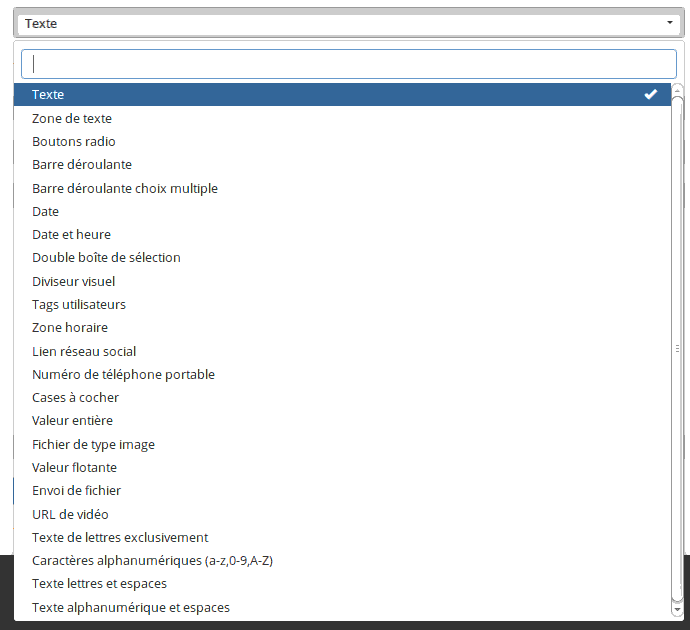 Texte
Texte
Zone de texte
Boutons radio
Barre déroulante
Barre déroulante choix multiple
Date
Date et heure
Double boîte de sélection
Diviseur visuel
Tags utilisateurs
Zone horaire
Lien réseau social
Numéro de téléphone portable
Cases à cocher
Valeur entière
Fichier de type image
Valeur flotante
Envoi de fichier
URL de vidéo
Texte de lettres exclusivement
Caractères alphanumériques (a-z,0-9,A-Z)
Texte lettres et espaces
Texte alphanumérique et espaces